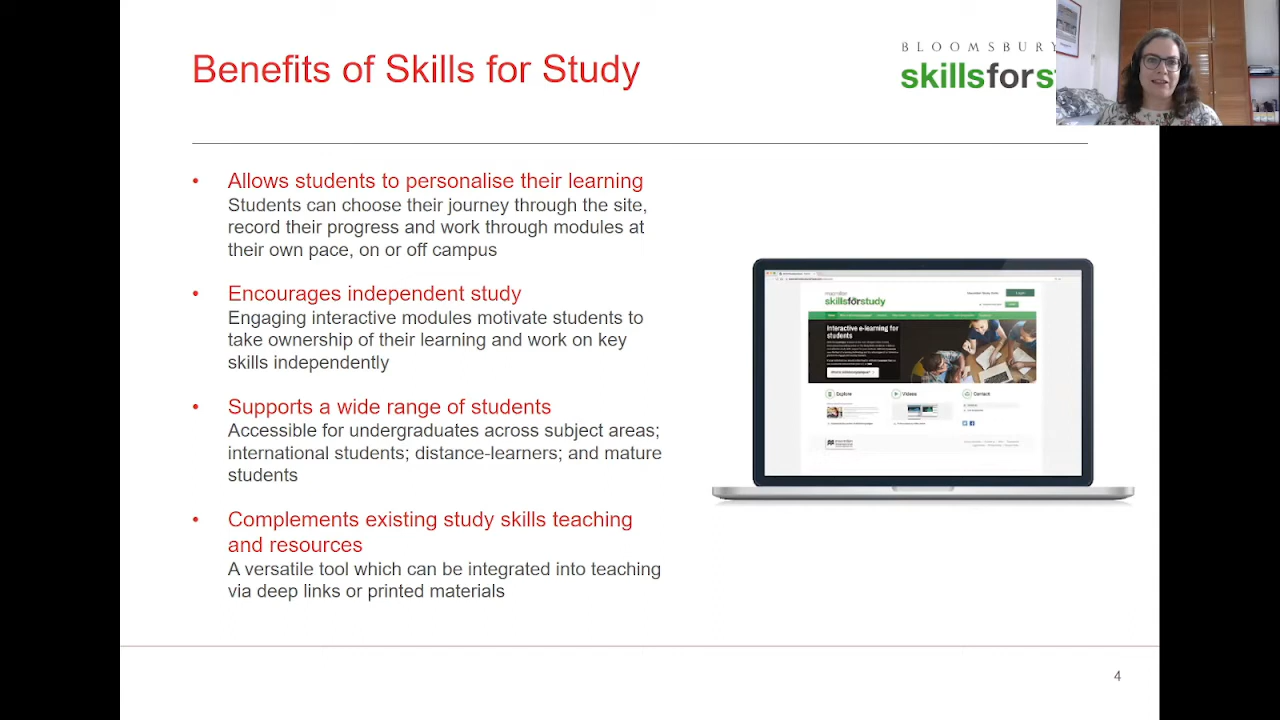 Benefits of Skills for Study
BLOOMSBURY
skillsforst
• Allows students to personalise their learning
Students can choose their journey through the site,
record their progress and work through modules at
their own pace, on or off campus
• Encourages independent study
Engaging interactive modules motivate students to
take ownership of their learning and work on key
skills independently
• Supports a wide range of students
Accessible for undergraduates across subject areas;
international students; distance-learners; and mature
students
• Complements existing study skills teaching
and resources
A versatile tool which can be integrated into teaching
via deep links or printed materials
skillsforstudy
Interactive e-learning for
students
Explore
Videos
Contact
4